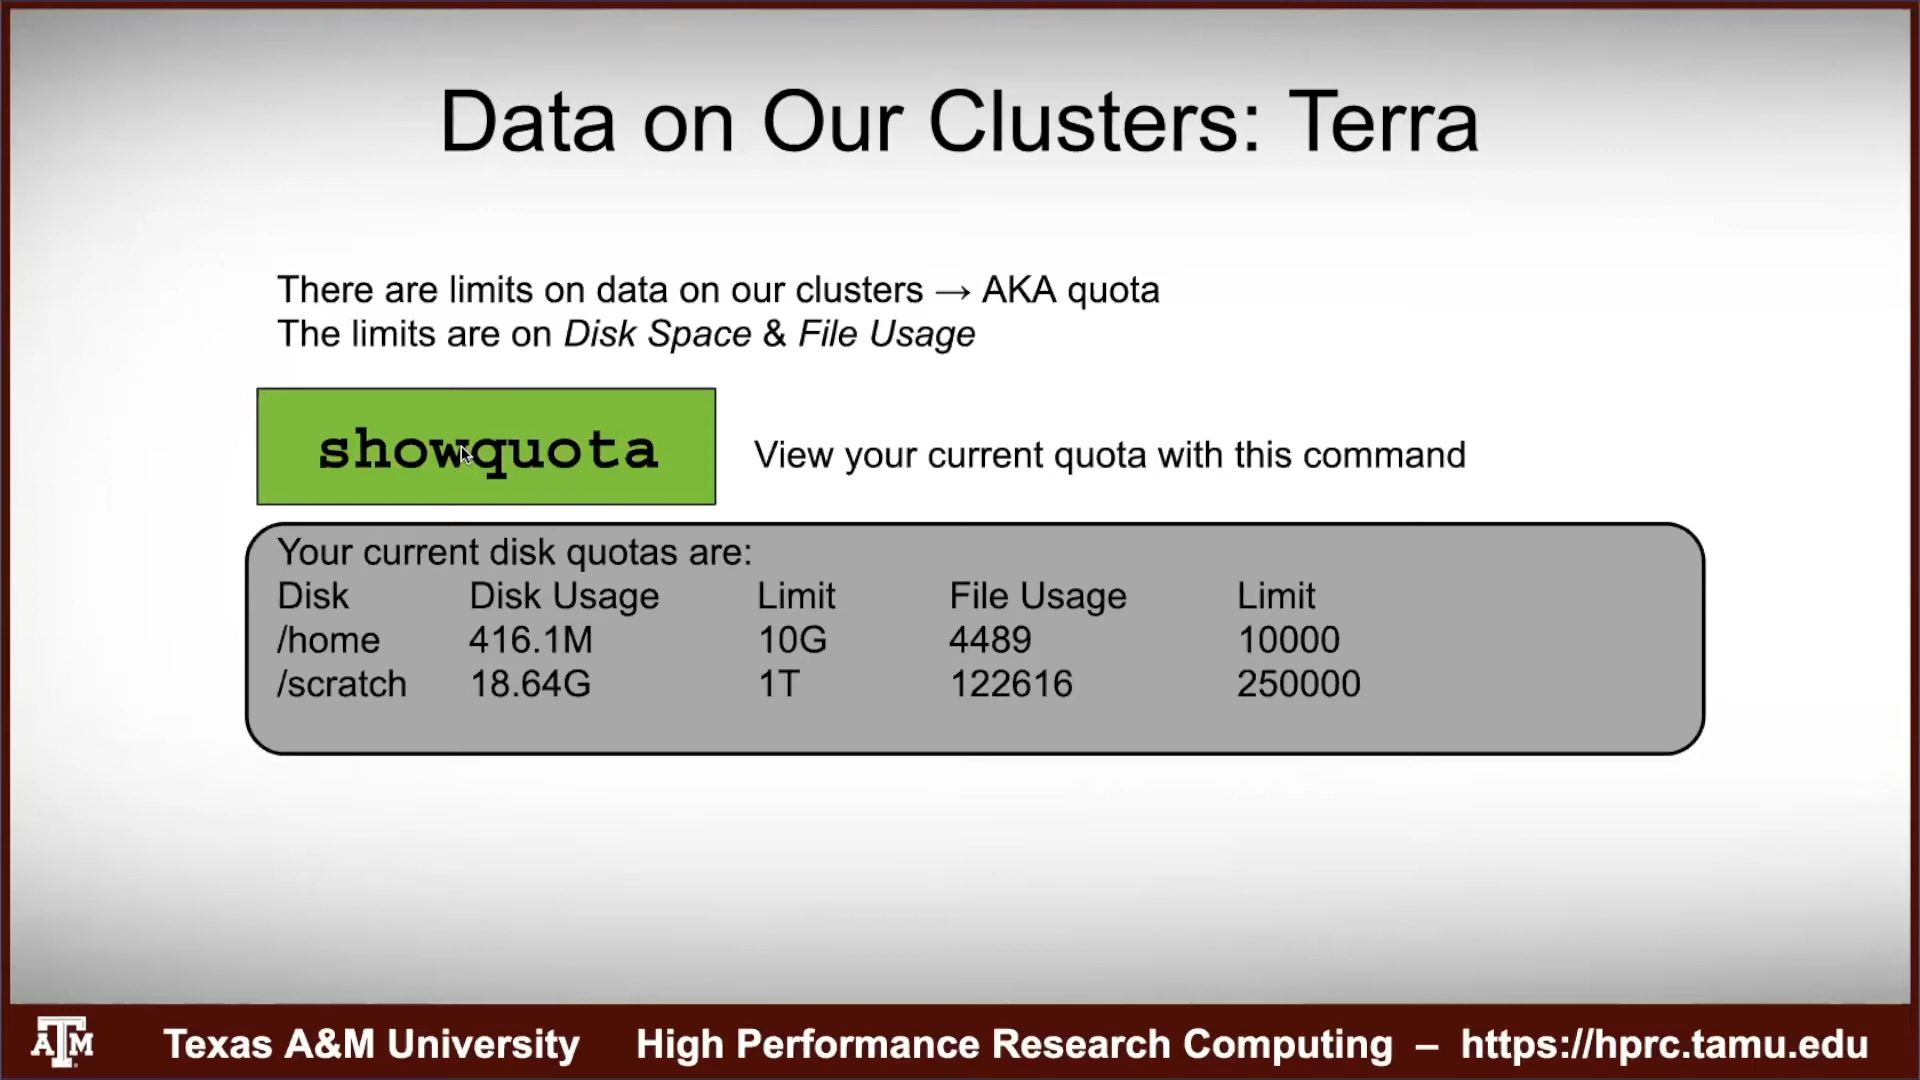 Data on Our Clusters: Terra
There are limits on data on our clusters → AKA quota
The limits are on Disk Space & File Usage
showquota
View your current quota with this command
Your current disk quotas are:
Disk Disk Usage Limit File Usage Limit
/home 416.1M 10G 4489 10000
/scratch 18.64G 1T 122616 250000
ATM Texas A&M University High Performance Research Computing – https://hprc.tamu.edu